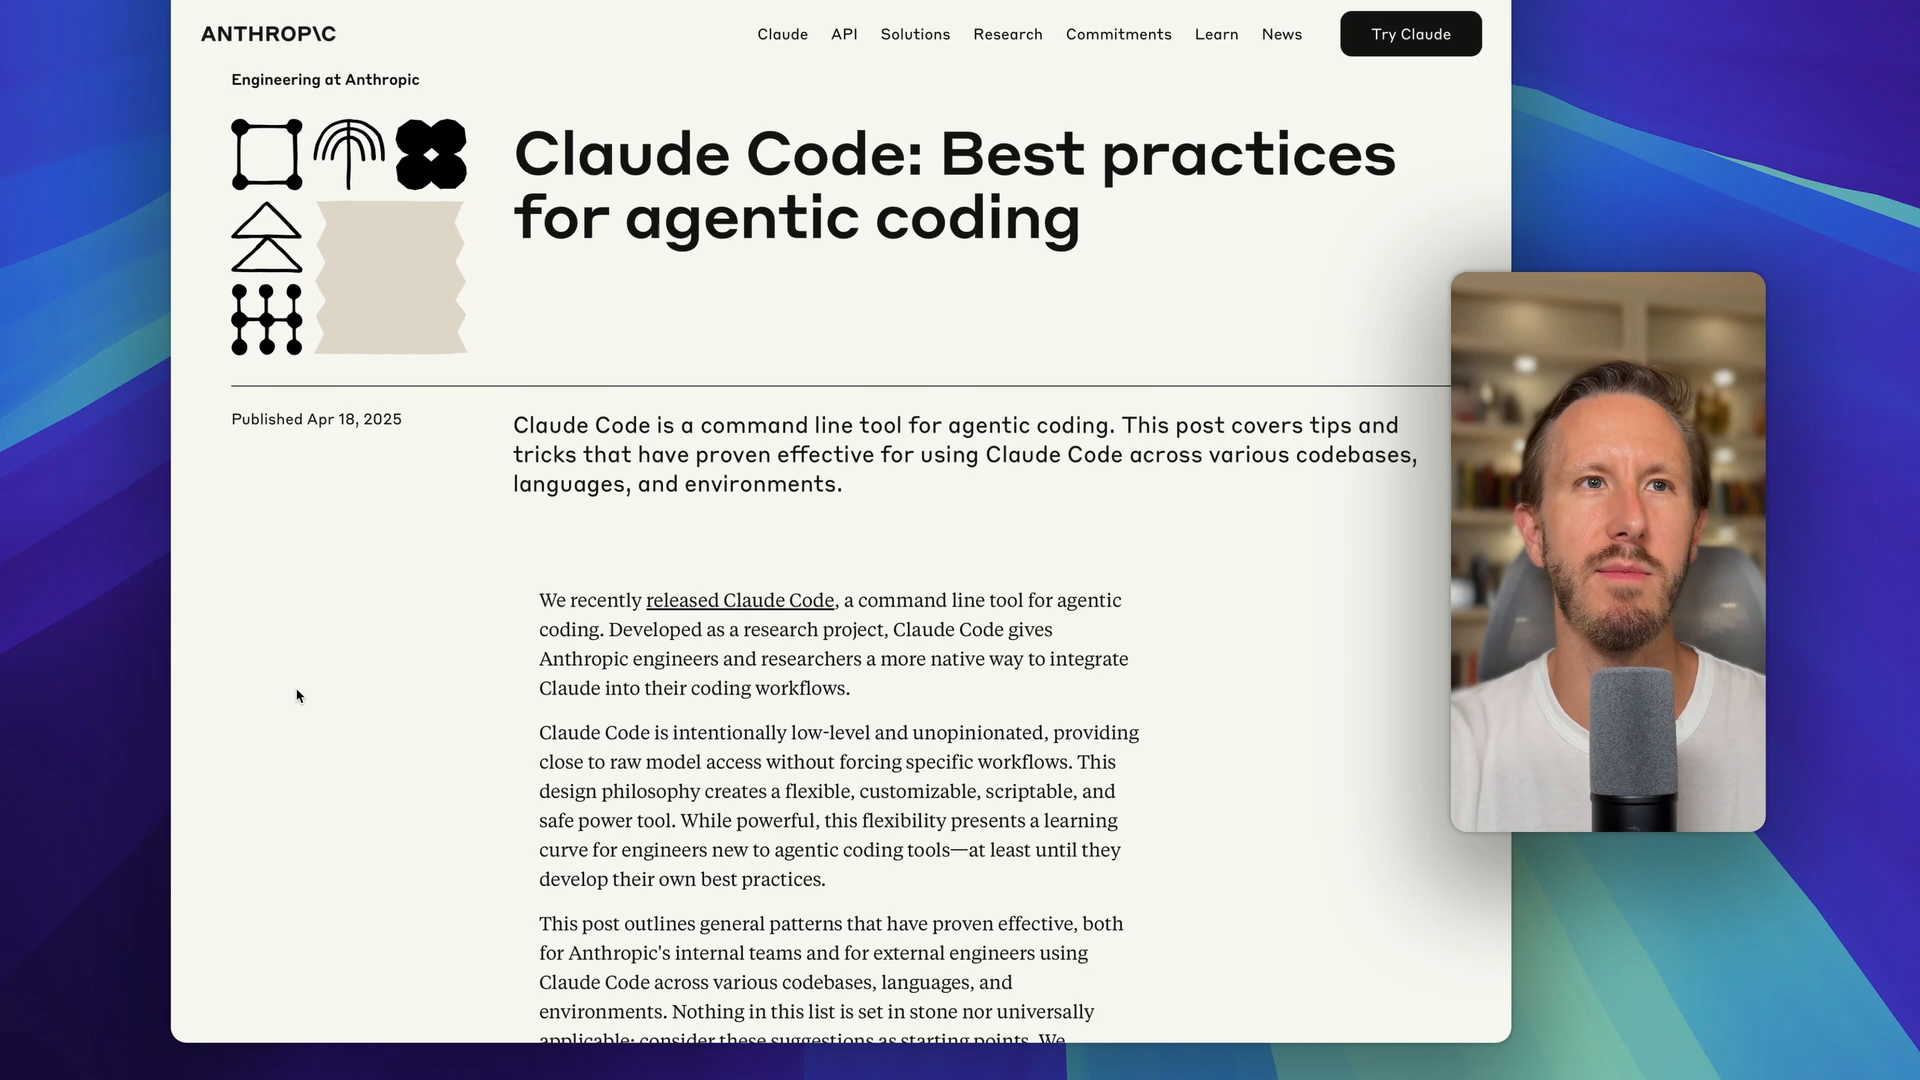 ANTHROP\C
Claude API Solutions Research Commitments Learn News Try Claude
Engineering at Anthropic
Claude Code: Best practices
for agentic coding
Published Apr 18, 2025
Claude Code is a command line tool for agentic coding. This post covers tips and
tricks that have proven effective for using Claude Code across various codebases,
languages, and environments.
We recently released Claude Code, a command line tool for agentic
coding. Developed as a research project, Claude Code gives
Anthropic engineers and researchers a more native way to integrate
Claude into their coding workflows.
Claude Code is intentionally low-level and unopinionated, providing
close to raw model access without forcing specific workflows. This
design philosophy creates a flexible, customizable, scriptable, and
safe power tool. While powerful, this flexibility presents a learning
curve for engineers new to agentic coding tools—at least until they
develop their own best practices.
This post outlines general patterns that have proven effective, both
for Anthropic's internal teams and for external engineers using
Claude Code across various codebases, languages, and
environments. Nothing in this list is set in stone nor universally
applicable; consider these suggestions as starting points. We